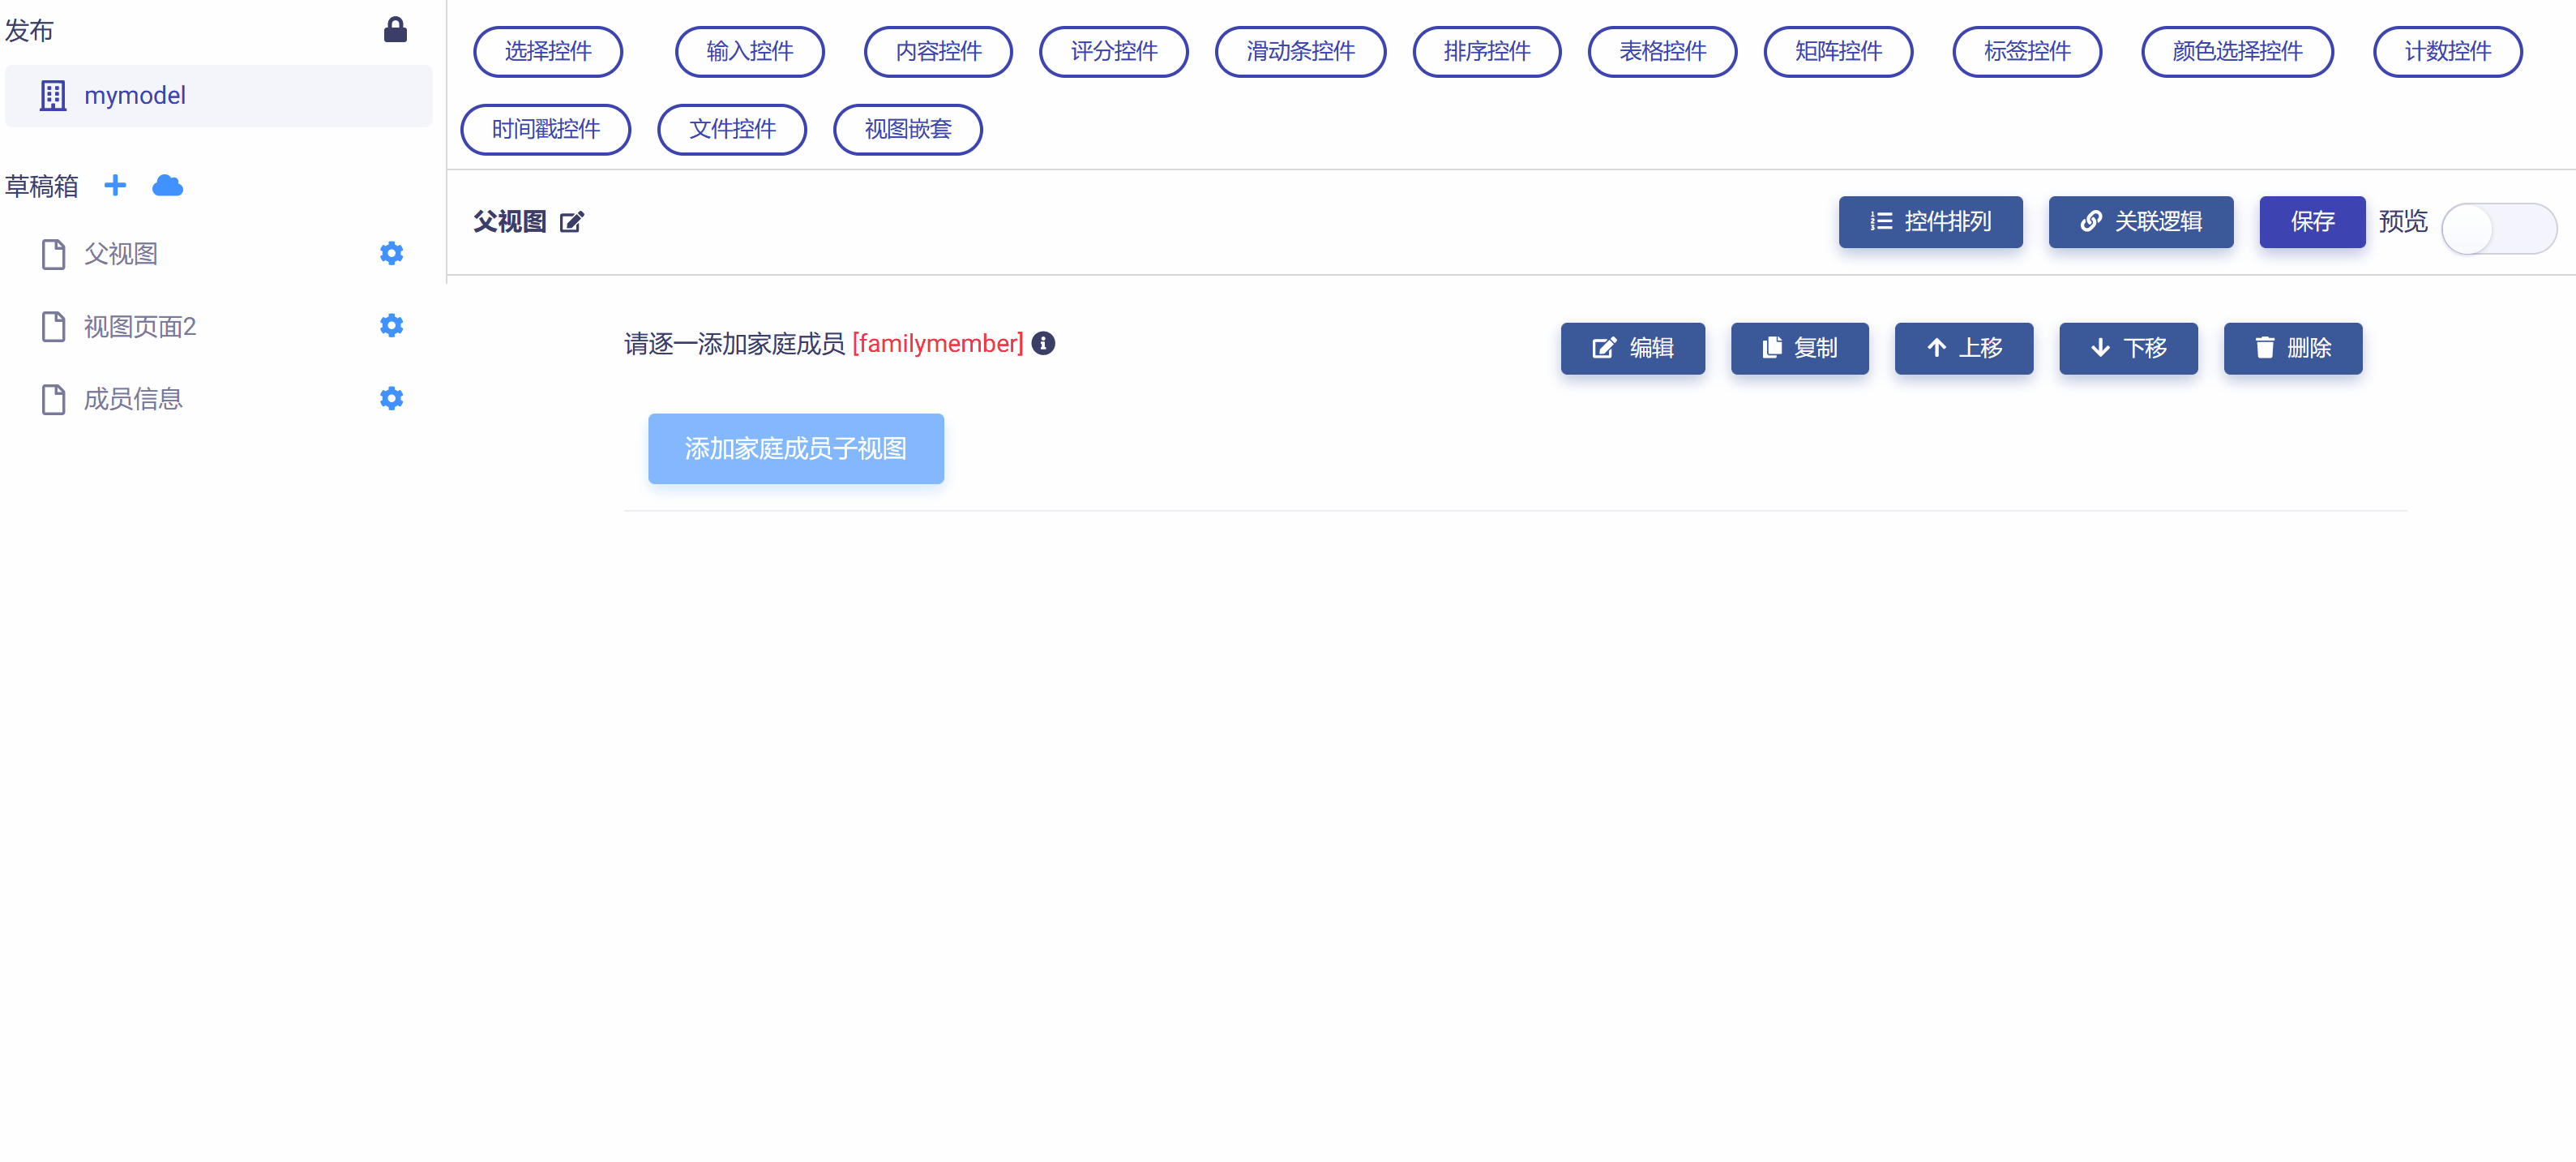 发布
mymodel
草稿箱
父视图
视图页面2
成员信息
选择控件 输入控件 内容控件 评分控件 滑动条控件 排序控件 表格控件 矩阵控件 标签控件 颜色选择控件 计数控件
时间戳控件 文件控件 视图嵌套
父视图 控件排列 关联逻辑 保存 预览
请逐一添加家庭成员 [familymember] 编辑 复制 上移 下移 删除
添加家庭成员子视图